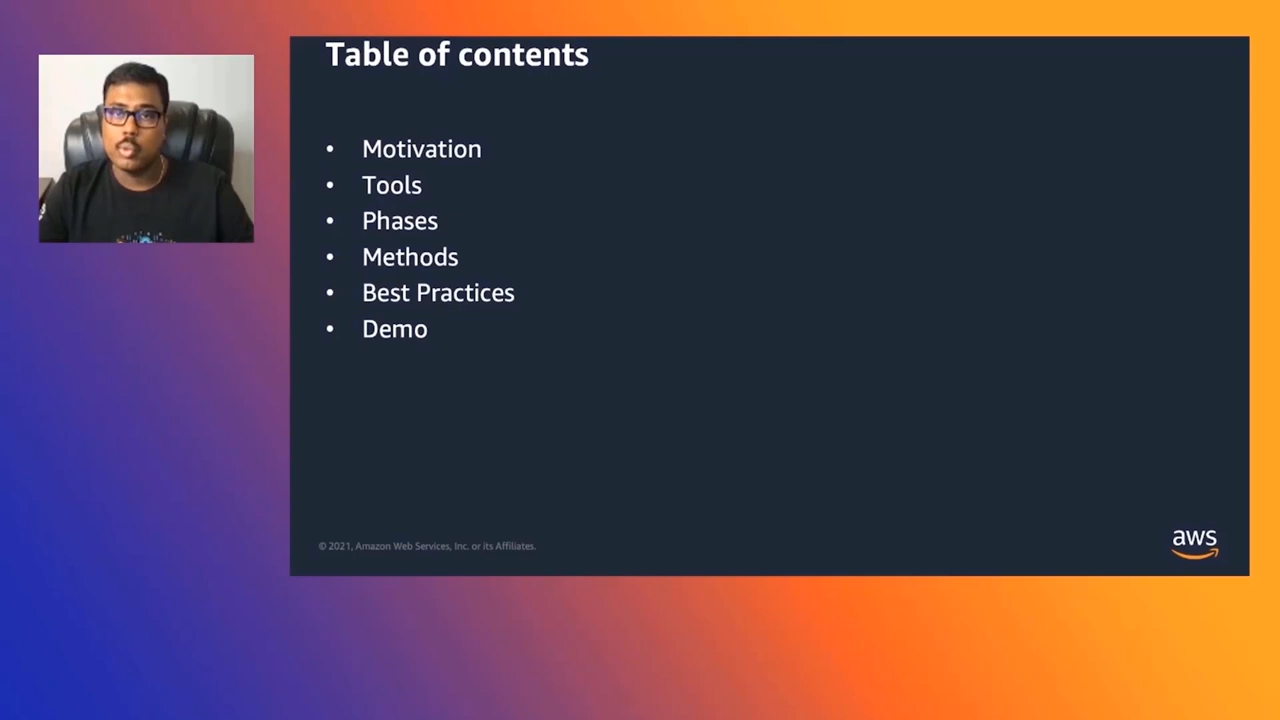 Table of contents
• Motivation
• Tools
• Phases
• Methods
• Best Practices
• Demo
© 2021, Amazon Web Services, Inc. or its Affiliates.
aws